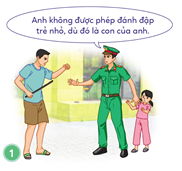 Anh không được phép đánh đập
trẻ nhỏ, dù đó là con của anh.
1